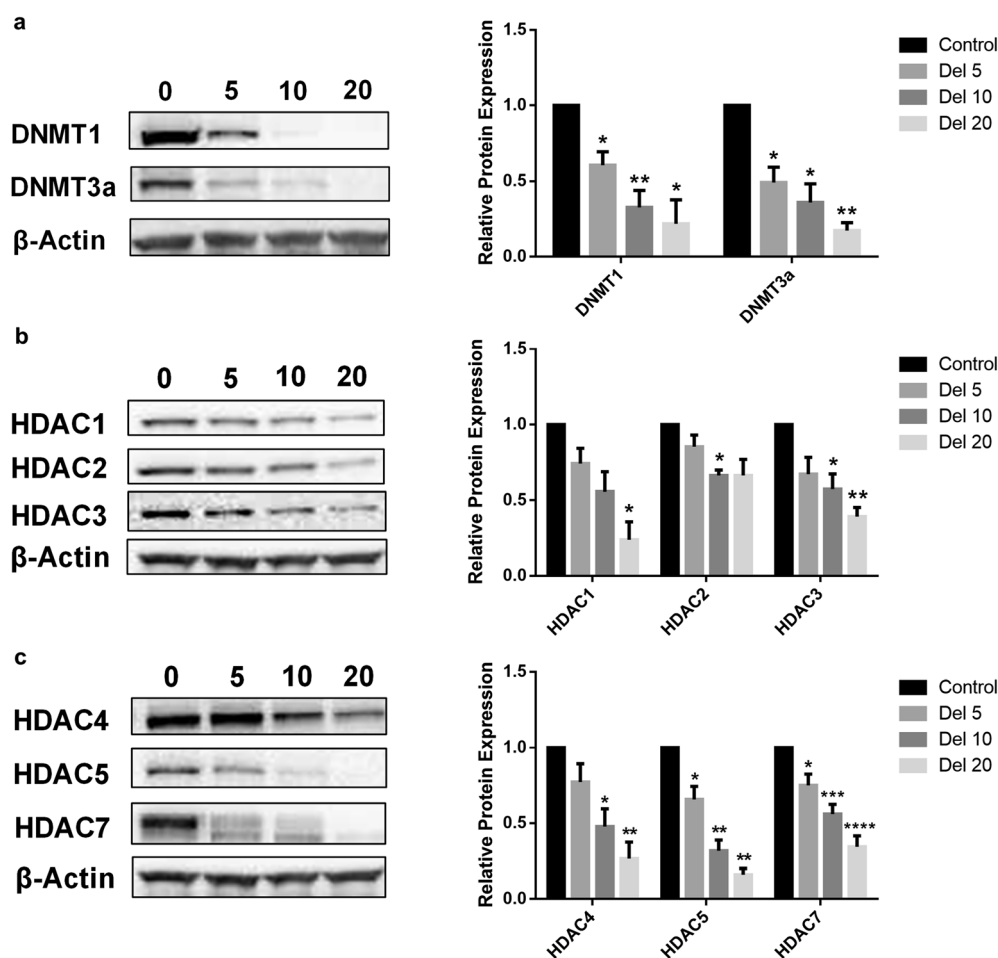 a
0 5 10 20
DNMT1
DNMT3a
β-Actin
Relative Protein Expression
1.5
1.0
0.5
0.0
* ** *
* * **
DNMT1 DNMT3a
Control
Del 5
Del 10
Del 20
b
0 5 10 20
HDAC1
HDAC2
HDAC3
β-Actin
Relative Protein Expression
1.5
1.0
0.5
0.0
*
*
* **
HDAC1 HDAC2 HDAC3
Control
Del 5
Del 10
Del 20
c
0 5 10 20
HDAC4
HDAC5
HDAC7
β-Actin
Relative Protein Expression
1.5
1.0
0.5
0.0
* **
* ** **
* *** ****
HDAC4 HDAC5 HDAC7
Control
Del 5
Del 10
Del 20